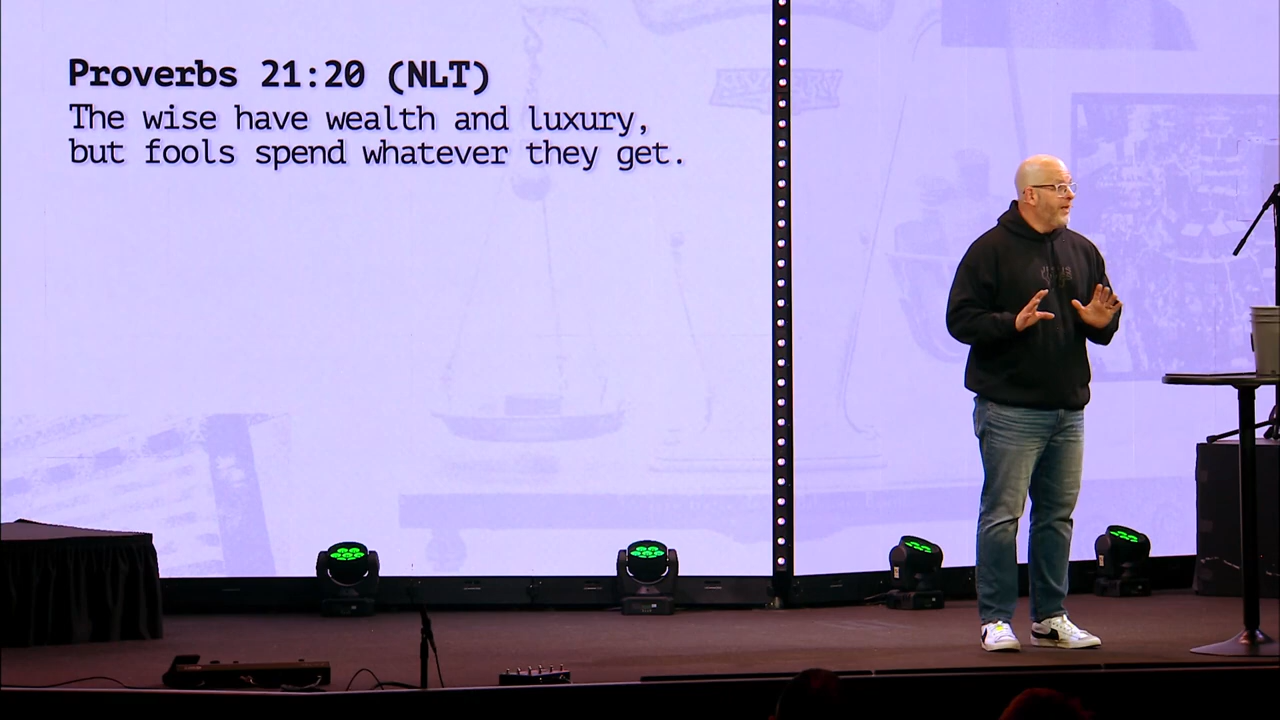 Proverbs 21:20 (NLT)
The wise have wealth and luxury,
but fools spend whatever they get.